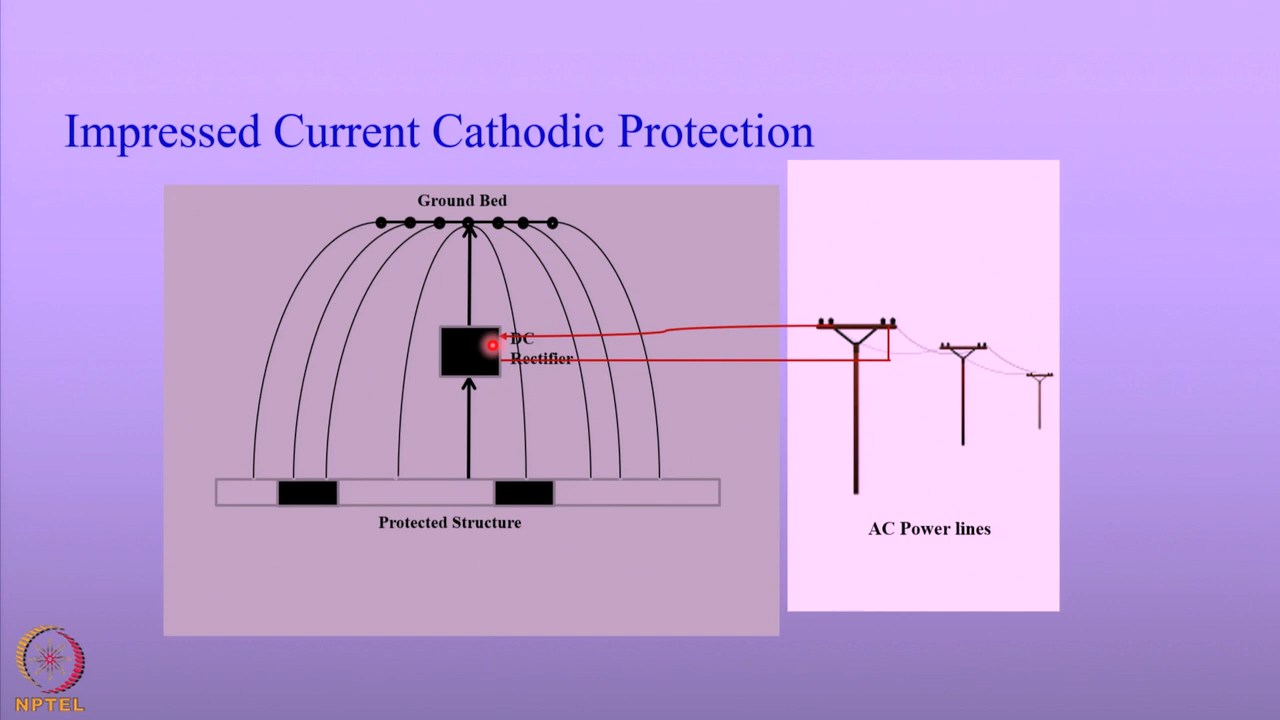 Impressed Current Cathodic Protection
Ground Bed
DC
Rectifier
Protected Structure
AC Power lines
NPTEL